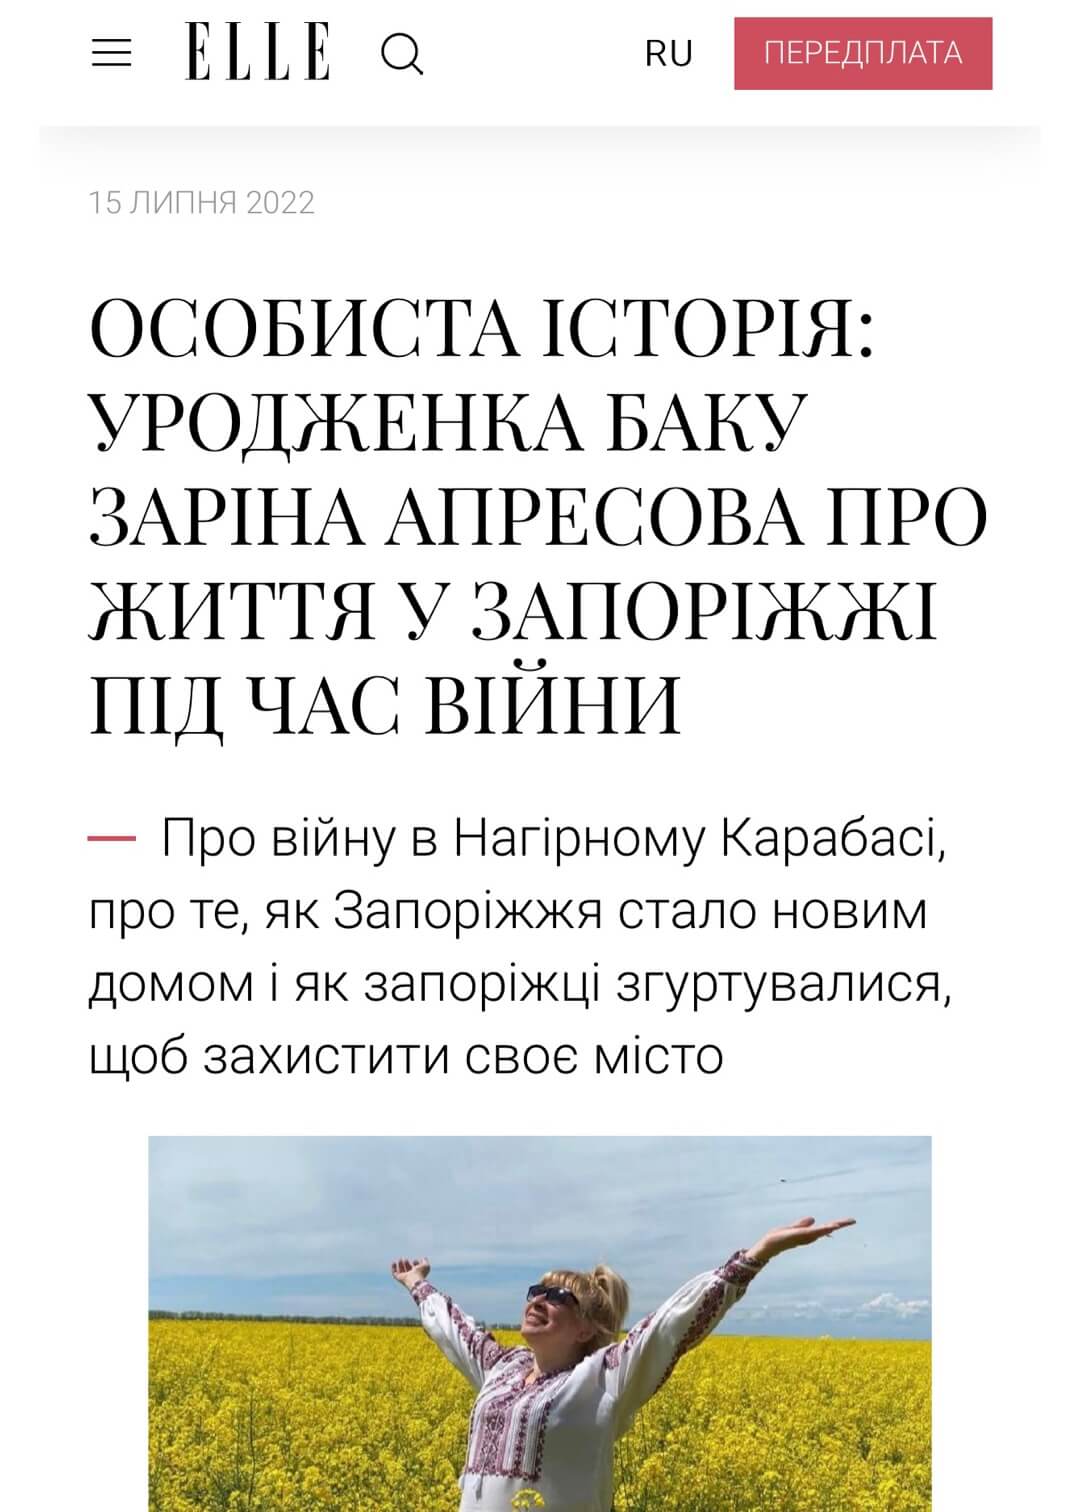 ELLE
RU
ПЕРЕДПЛАТА
15 ЛИПНЯ 2022
ОСОБИСТА ІСТОРІЯ:
УРОДЖЕНКА БАКУ
ЗАРІНА АПРЕСОВА ПРО
ЖИТТЯ У ЗАПОРІЖЖІ
ПІД ЧАС ВІЙНИ
— Про війну в Нагірному Карабасі,
про те, як Запоріжжя стало новим
домом і як запоріжці згуртувалися,
щоб захистити своє місто